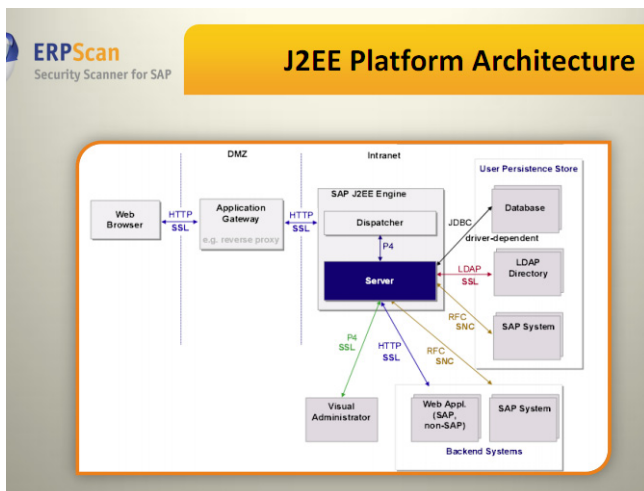 ERPScan
Security Scanner for SAP
J2EE Platform Architecture
DMZ
Intranet
User Persistence Store
SAP J2EE Engine
Web
Browser
HTTP
SSL
Application
Gateway
e.g. reverse proxy
HTTP
SSL
Dispatcher
P4
Server
JDBC
driver-dependent
Database
LDAP
SSL
LDAP
Directory
RFC
SNC
SAP System
P4
SSL
HTTP
SSL
RFC
SNC
Visual
Administrator
Web Appl.
(SAP,
non-SAP)
SAP System
Backend Systems